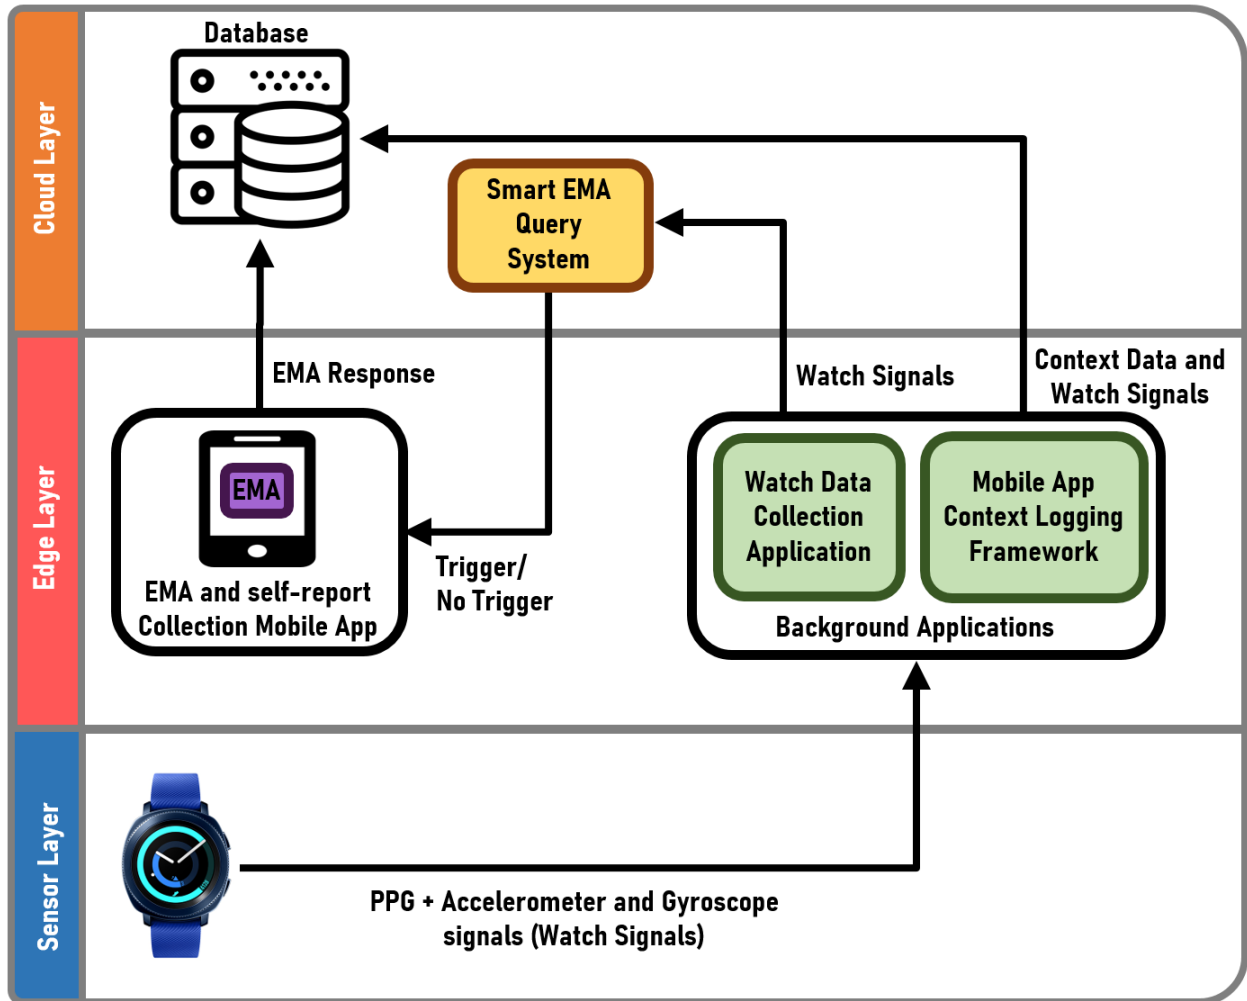 Cloud Layer
Database
Smart EMA
Query
System
Edge Layer
EMA Response
Watch Signals
Context Data and
Watch Signals
EMA
EMA and self-report
Collection Mobile App
Trigger/
No Trigger
Watch Data
Collection
Application
Mobile App
Context Logging
Framework
Background Applications
Sensor Layer
PPG + Accelerometer and Gyroscope
signals (Watch Signals)